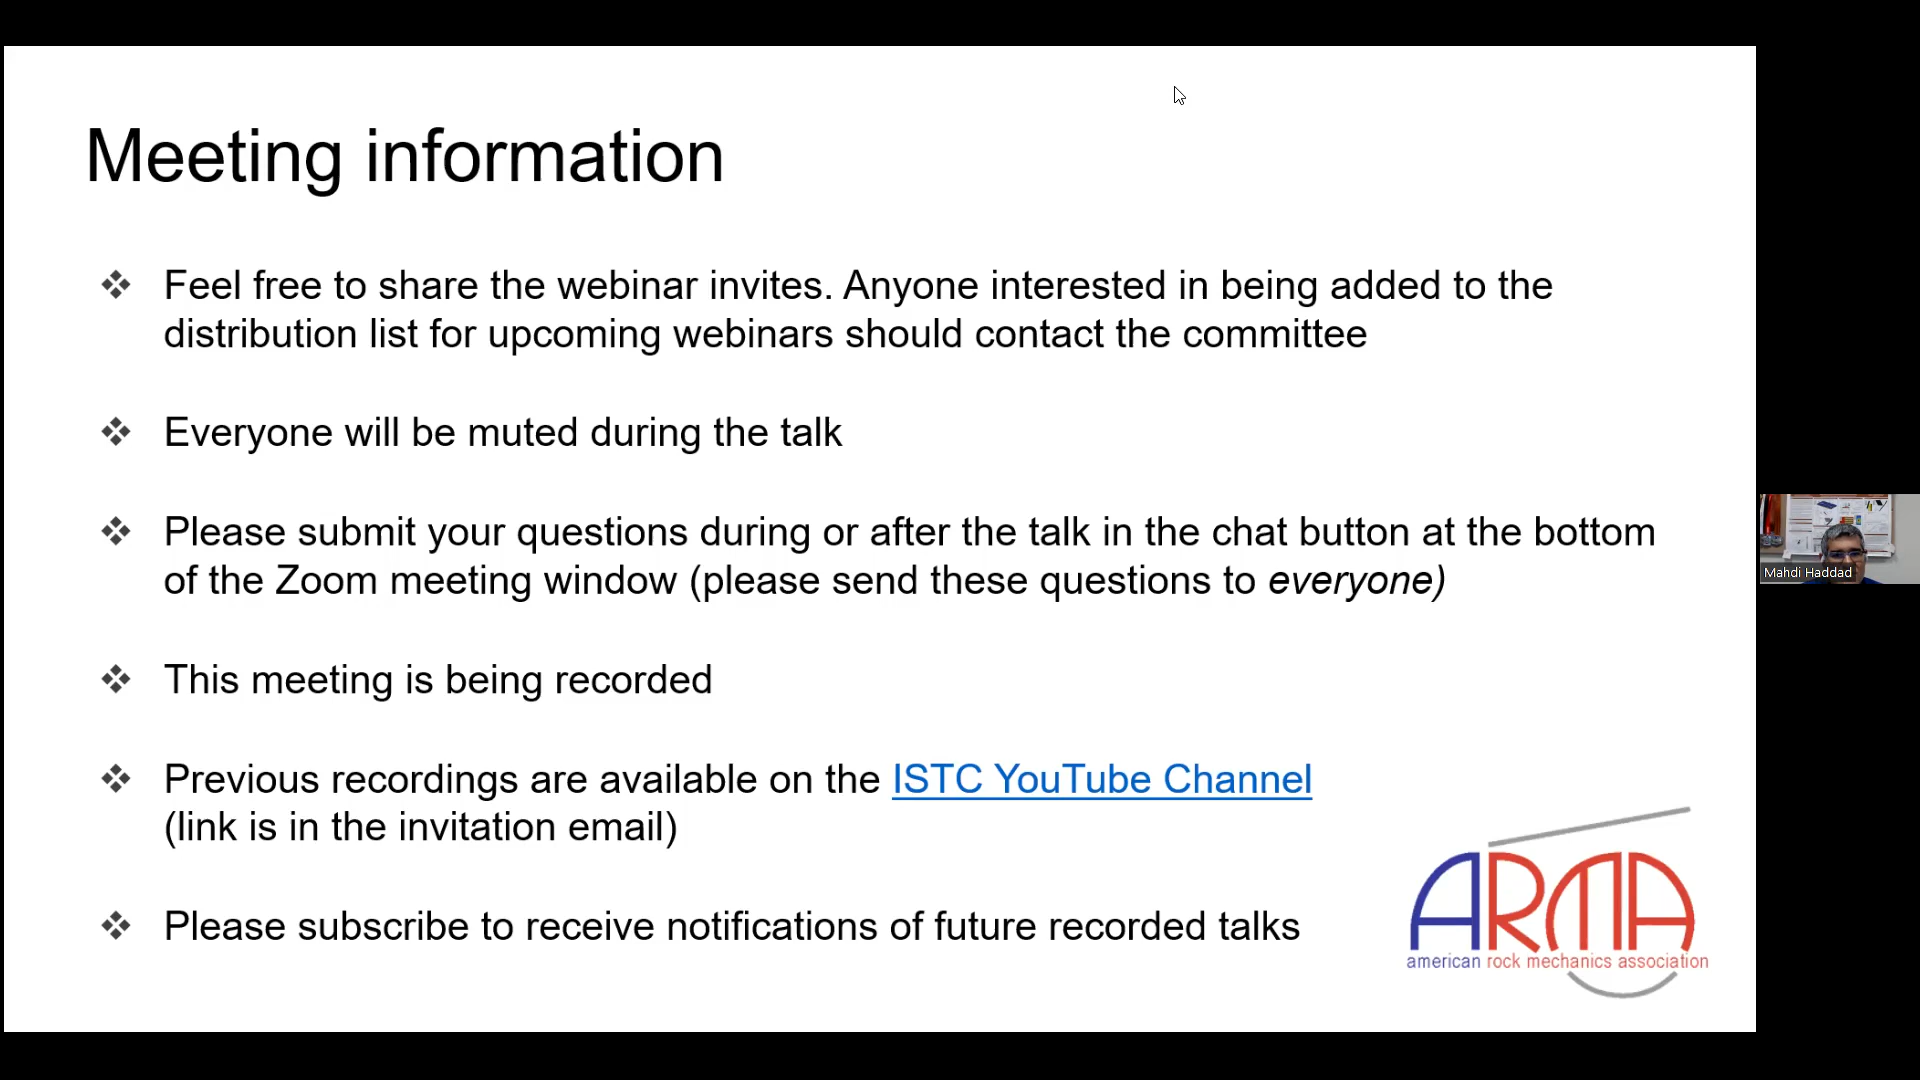 Meeting information
Feel free to share the webinar invites. Anyone interested in being added to the
distribution list for upcoming webinars should contact the committee
Everyone will be muted during the talk
Please submit your questions during or after the talk in the chat button at the bottom
of the Zoom meeting window (please send these questions to everyone)
This meeting is being recorded
Previous recordings are available on the ISTC YouTube Channel
(link is in the invitation email)
Please subscribe to receive notifications of future recorded talks
ARMA
american rock mechanics association
Mahdi Haddad